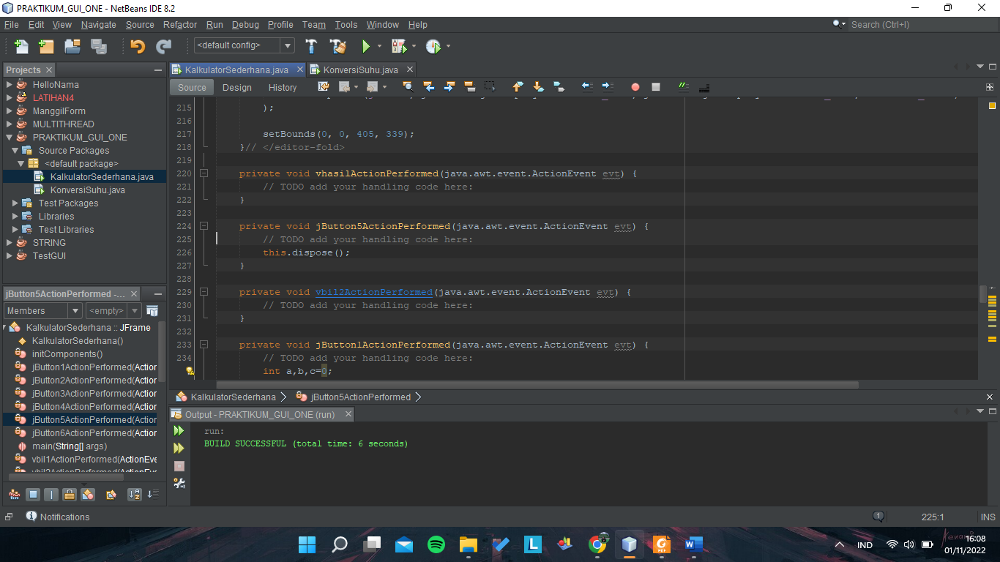 PRAKTIKUM_GUI_ONE - NetBeans IDE 8.2
File Edit View Navigate Source Refactor Run Debug Profile Team Tools Window Help
Search (Ctrl+I)
<default config>
Projects
HelloNama
LATIHAN4
ManggilForm
MULTITHREAD
PRAKTIKUM_GUI_ONE
Source Packages
<default package>
KalkulatorSederhana.java
KonversiSuhu.java
Test Packages
Libraries
Test Libraries
STRING
TestGUI
jButton5ActionPerformed -...
Members
<empty>
KalkulatorSederhana :: JFrame
KalkulatorSederhana()
initComponents()
jButton1ActionPerformed(Action
jButton2ActionPerformed(Action
jButton3ActionPerformed(Action
jButton4ActionPerformed(Action
jButton5ActionPerformed(Action
jButton6ActionPerformed(Action
main(String[] args)
vbil1ActionPerformed(ActionEve
vbil2ActionPerformed(ActionEve
KalkulatorSederhana.java
KonversiSuhu.java
Source Design History
215 );
216
217 setBounds(0, 0, 405, 339);
218 }// </editor-fold>
219
220 private void vhasilActionPerformed(java.awt.event.ActionEvent evt) {
221 // TODO add your handling code here:
222 }
223
224 private void jButton5ActionPerformed(java.awt.event.ActionEvent evt) {
225 // TODO add your handling code here:
226 this.dispose();
227 }
228
229 private void vbil2ActionPerformed(java.awt.event.ActionEvent evt) {
230 // TODO add your handling code here:
231 }
232
233 private void jButton1ActionPerformed(java.awt.event.ActionEvent evt) {
234 // TODO add your handling code here:
int a,b,c=0;
KalkulatorSederhana
jButton5ActionPerformed
Output - PRAKTIKUM_GUI_ONE (run)
run:
BUILD SUCCESSFUL (total time: 6 seconds)
Notifications
1
225:1
INS
IND
16:08
01/11/2022